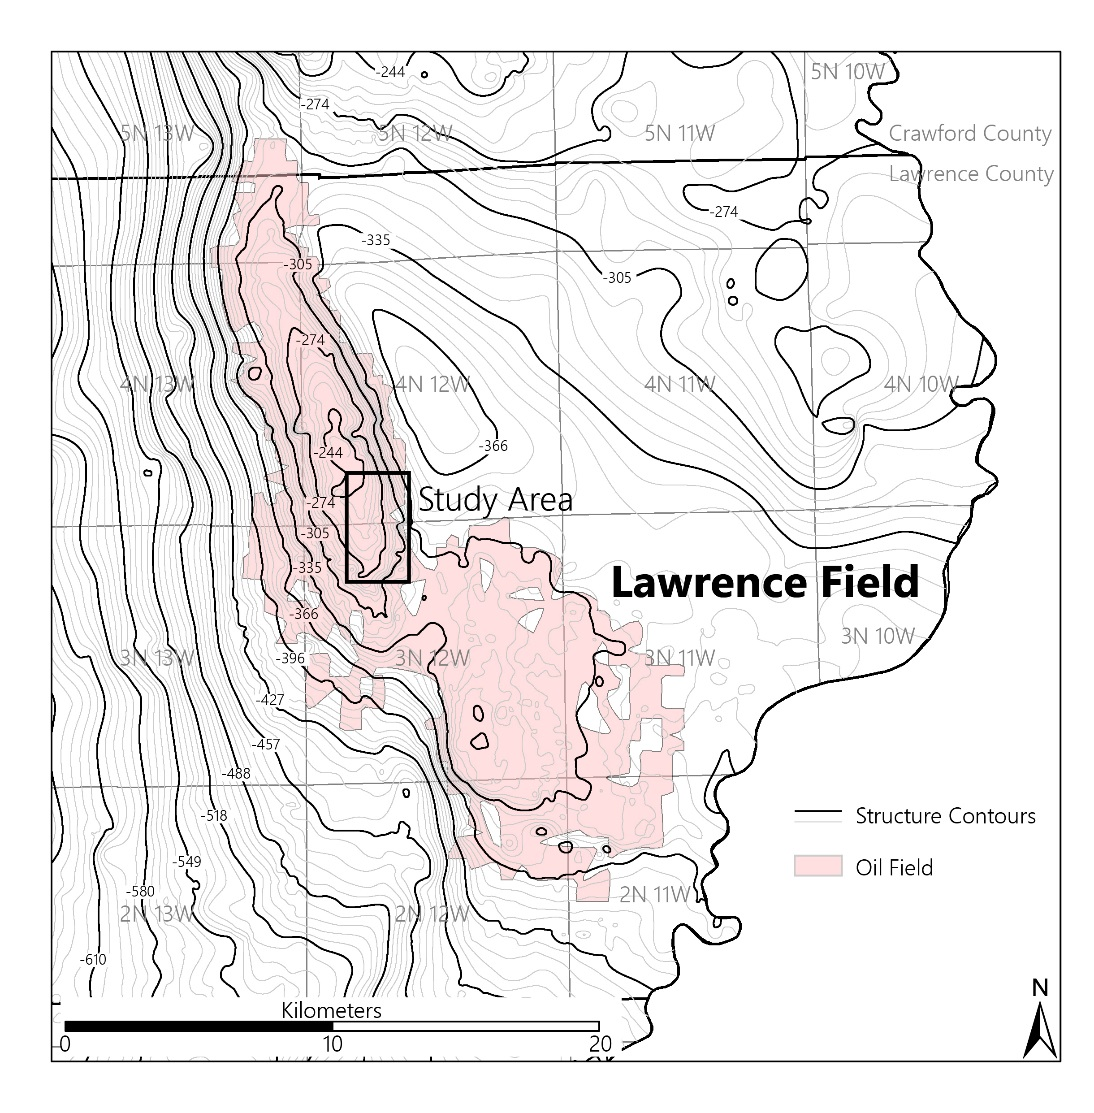 5N 10W
-244
-274
5N 13W
5N 12W
5N 11W
Crawford County
Lawrence County
-274
-335
-305
-305
-274
4N 13W
4N 12W
4N 11W
4N 10W
-366
-244
Study Area
-274
-305
-335
Lawrence Field
-366
3N 10W
-396
3N 13W
3N 12W
3N 11W
-427
-457
-488
-518
Structure Contours
-549
Oil Field
-580
2N 13W
2N 12W
2N 11W
-610
N
Kilometers
0 10 20